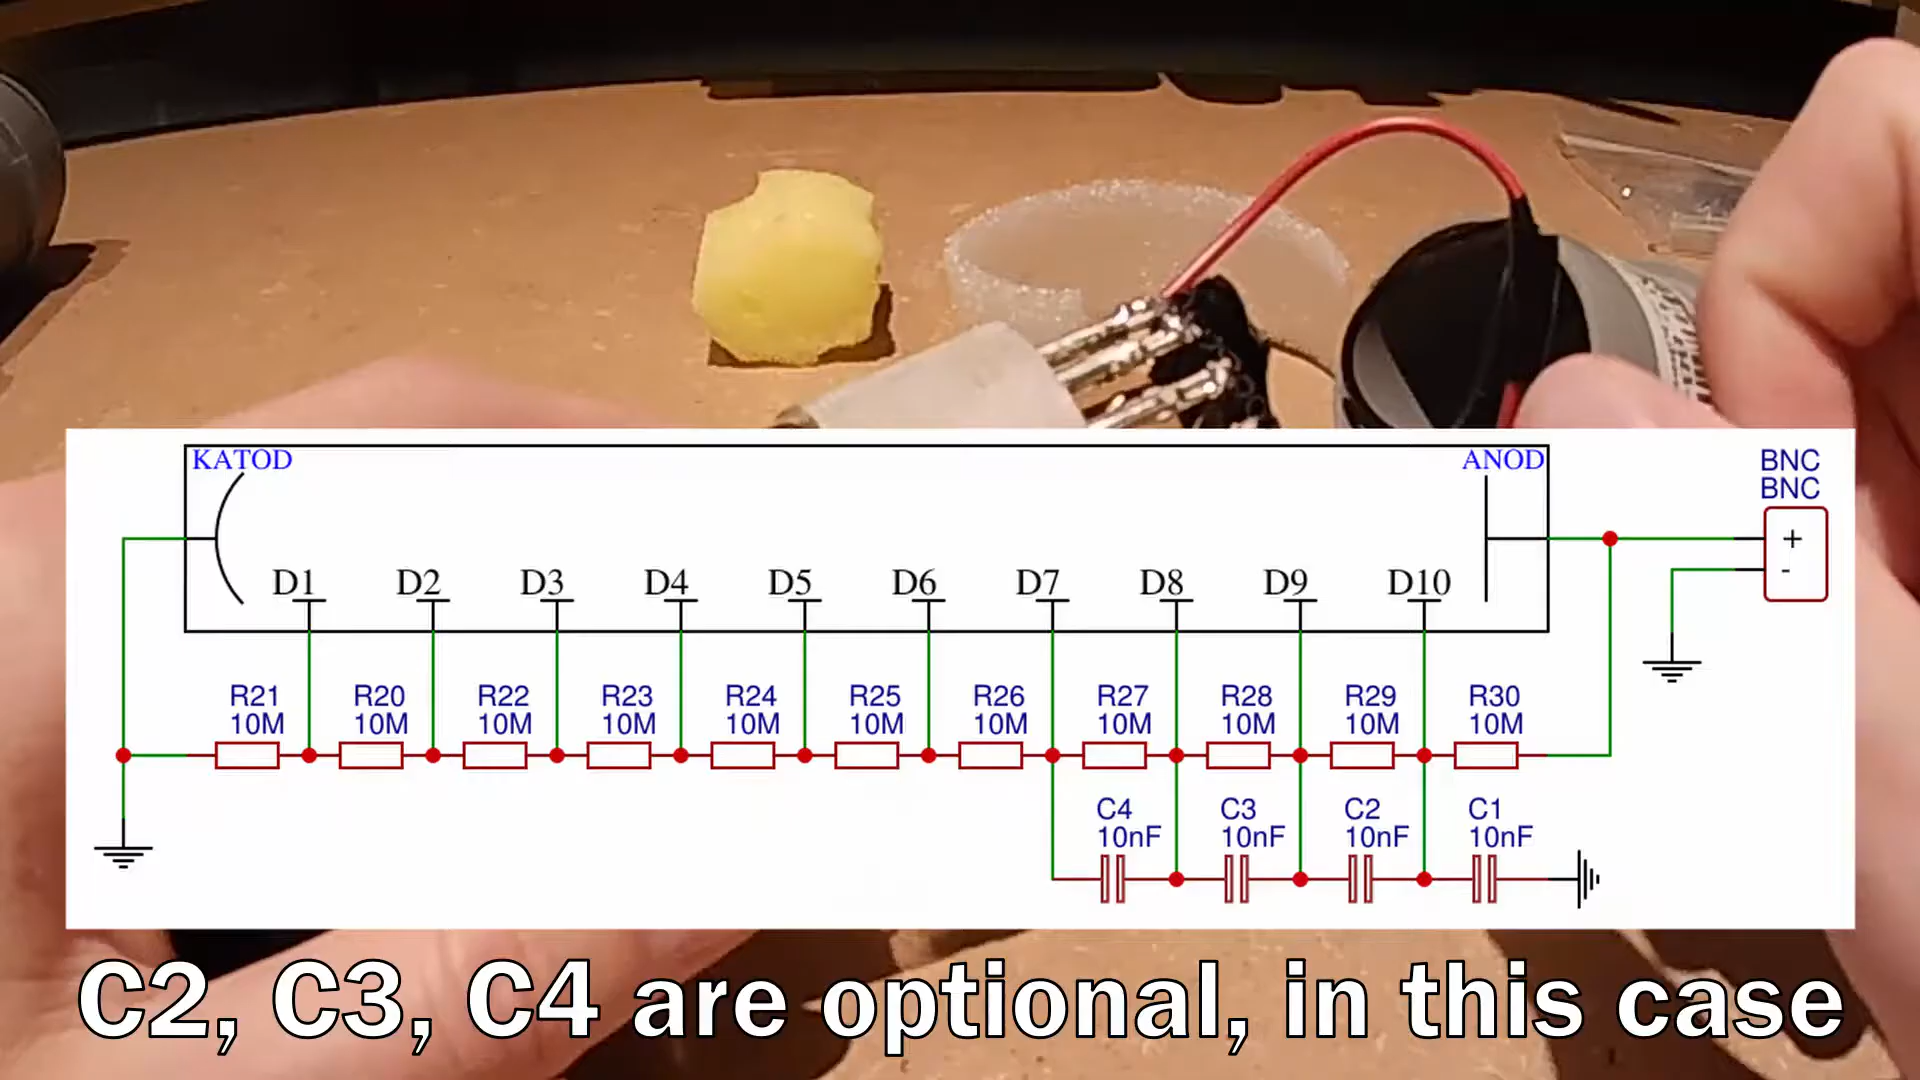 KATOD
ANOD
BNC
BNC
+
-
D1 D2 D3 D4 D5 D6 D7 D8 D9 D10
R21 R20 R22 R23 R24 R25 R26 R27 R28 R29 R30
10M 10M 10M 10M 10M 10M 10M 10M 10M 10M 10M
C4 C3 C2 C1
10nF 10nF 10nF 10nF
C2, C3, C4 are optional, in this case